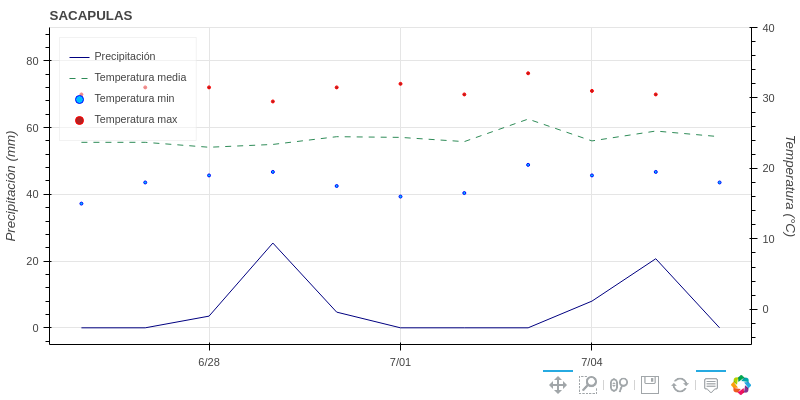 SACAPULAS
Precipitación
Temperatura media
Temperatura min
Temperatura max
Precipitación (mm)
80
60
40
20
0
Temperatura (°C)
40
30
20
10
0
6/28
7/01
7/04